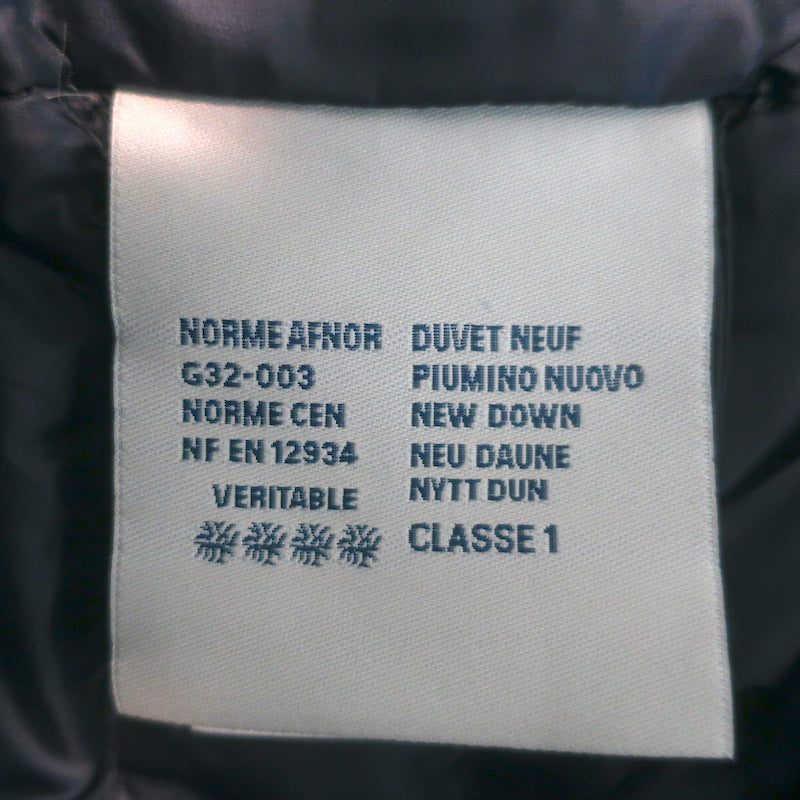 NORME AFNOR
G32-003
NORME CEN
NF EN 12934
VERITABLE
DUVET NEUF
PIUMINO NUOVO
NEW DOWN
NEU DAUNE
NYTT DUN
CLASSE 1